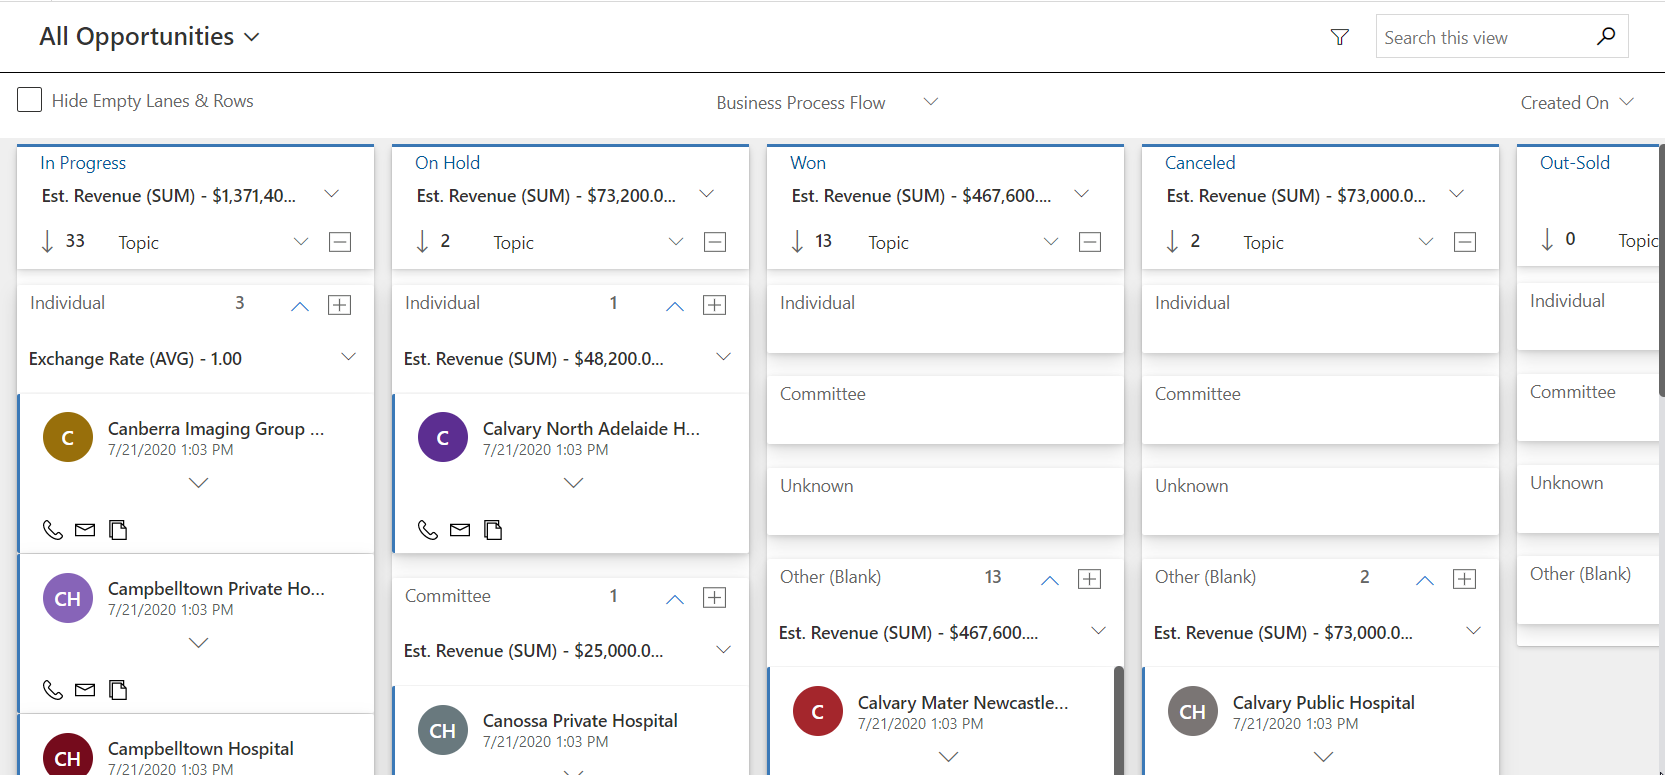 All Opportunities
Search this view
Hide Empty Lanes & Rows
Business Process Flow
Created On
In Progress
Est. Revenue (SUM) - $1,371,40...
33 Topic
Individual 3
Exchange Rate (AVG) - 1.00
C Canberra Imaging Group ...
7/21/2020 1:03 PM
CH Campbelltown Private Ho...
7/21/2020 1:03 PM
CH Campbelltown Hospital
7/21/2020 1:03 PM
On Hold
Est. Revenue (SUM) - $73,200.0...
2 Topic
Individual 1
Est. Revenue (SUM) - $48,200.0...
C Calvary North Adelaide H...
7/21/2020 1:03 PM
Committee 1
Est. Revenue (SUM) - $25,000.0...
CH Canossa Private Hospital
7/21/2020 1:03 PM
Won
Est. Revenue (SUM) - $467,600....
13 Topic
Individual
Committee
Unknown
Other (Blank) 13
Est. Revenue (SUM) - $467,600....
C Calvary Mater Newcastle...
7/21/2020 1:03 PM
Canceled
Est. Revenue (SUM) - $73,000.0...
2 Topic
Individual
Committee
Unknown
Other (Blank) 2
Est. Revenue (SUM) - $73,000.0...
CH Calvary Public Hospital
7/21/2020 1:03 PM
Out-Sold
0 Topic
Individual
Committee
Unknown
Other (Blank)